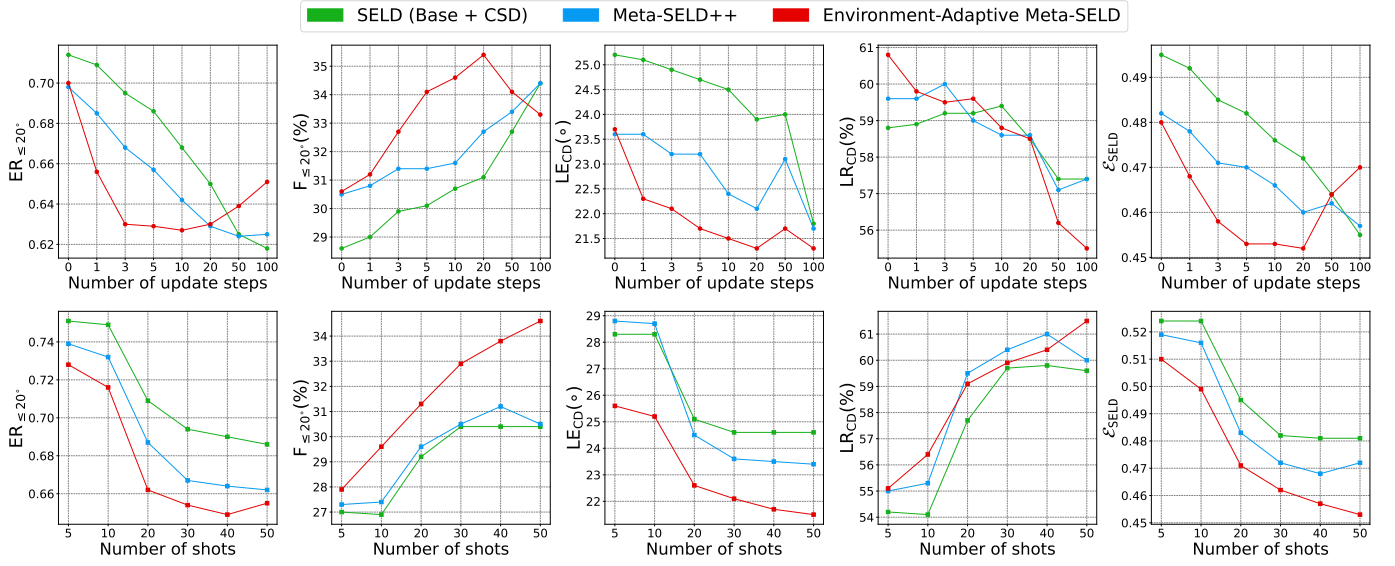 SELD (Base + CSD) Meta-SELD++ Environment-Adaptive Meta-SELD
ER≤20°
0.70
0.68
0.66
0.64
0.62
0 1 3 5 10 20 50 100
Number of update steps
F≤20°(%)
35
34
33
32
31
30
29
0 1 3 5 10 20 50 100
Number of update steps
LE_CD(∘)
25.0
24.5
24.0
23.5
23.0
22.5
22.0
21.5
0 1 3 5 10 20 50 100
Number of update steps
LR_CD(%)
61
60
59
58
57
56
0 1 3 5 10 20 50 100
Number of update steps
ℰ_SELD
0.49
0.48
0.47
0.46
0.45
0 1 3 5 10 20 50 100
Number of update steps
ER≤20°
0.74
0.72
0.70
0.68
0.66
5 10 20 30 40 50
Number of shots
F≤20°(%)
34
33
32
31
30
29
28
27
5 10 20 30 40 50
Number of shots
LE_CD(∘)
29
28
27
26
25
24
23
22
5 10 20 30 40 50
Number of shots
LR_CD(%)
61
60
59
58
57
56
55
54
5 10 20 30 40 50
Number of shots
ℰ_SELD
0.52
0.51
0.50
0.49
0.48
0.47
0.46
0.45
5 10 20 30 40 50
Number of shots